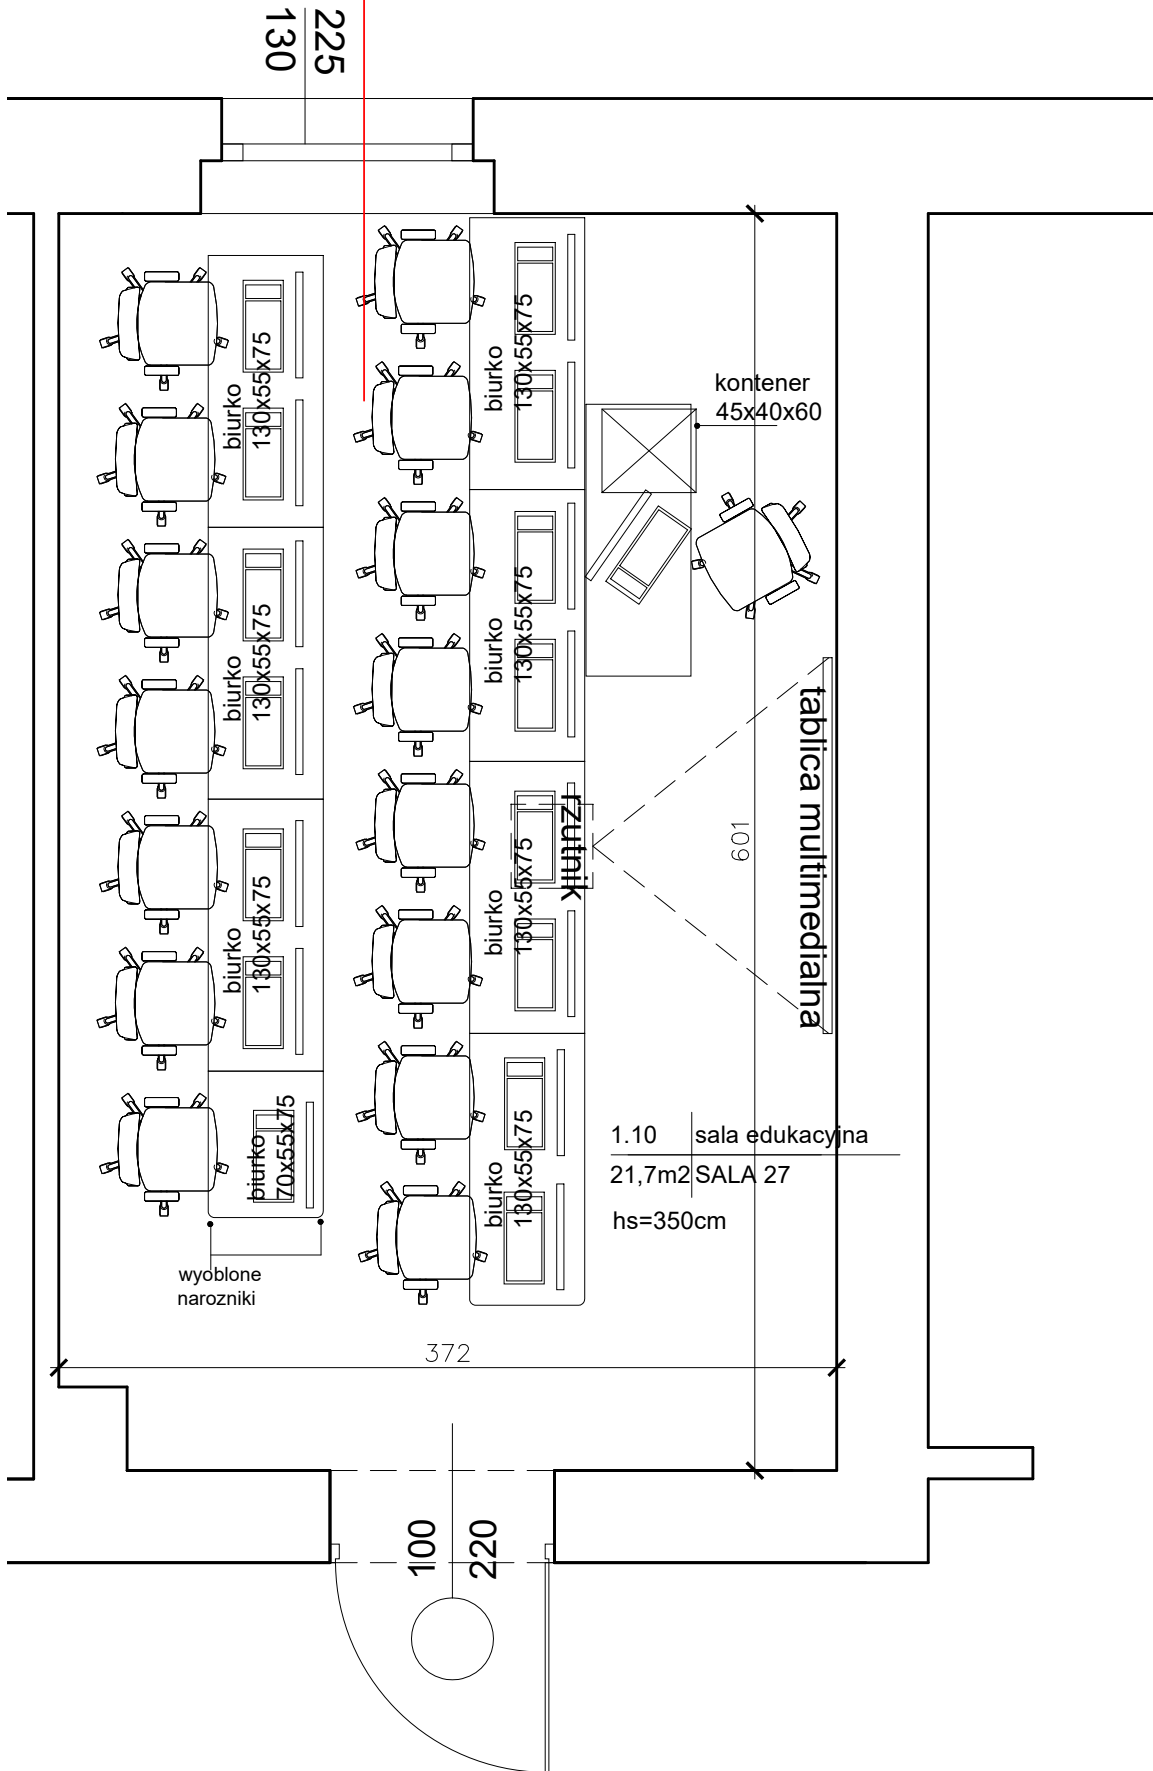 225
130
biurko
130x55x75
biurko
130x55x75
kontener
45x40x60
biurko
130x55x75
biurko
130x55x75
tablica multimedialna
rzutnik
601
biurko
130x55x75
biurko
130x55x75
biurko
70x55x75
biurko
130x55x75
1.10 sala edukacyjna
21,7m2 SALA 27
hs=350cm
wyoblone
narozniki
372
100
220